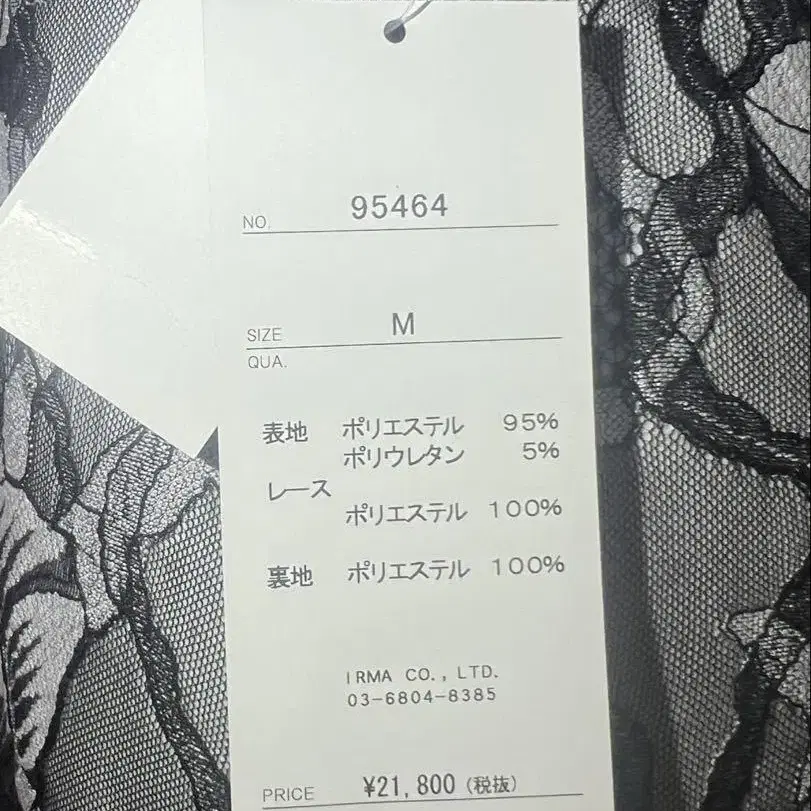 NO. 95464
SIZE M
QUA.
表地 ポリエステル 95%
ポリウレタン 5%
レース
ポリエステル 100%
裏地 ポリエステル 100%
IRMA CO., LTD.
03-6804-8385
PRICE ¥21,800 (税抜)